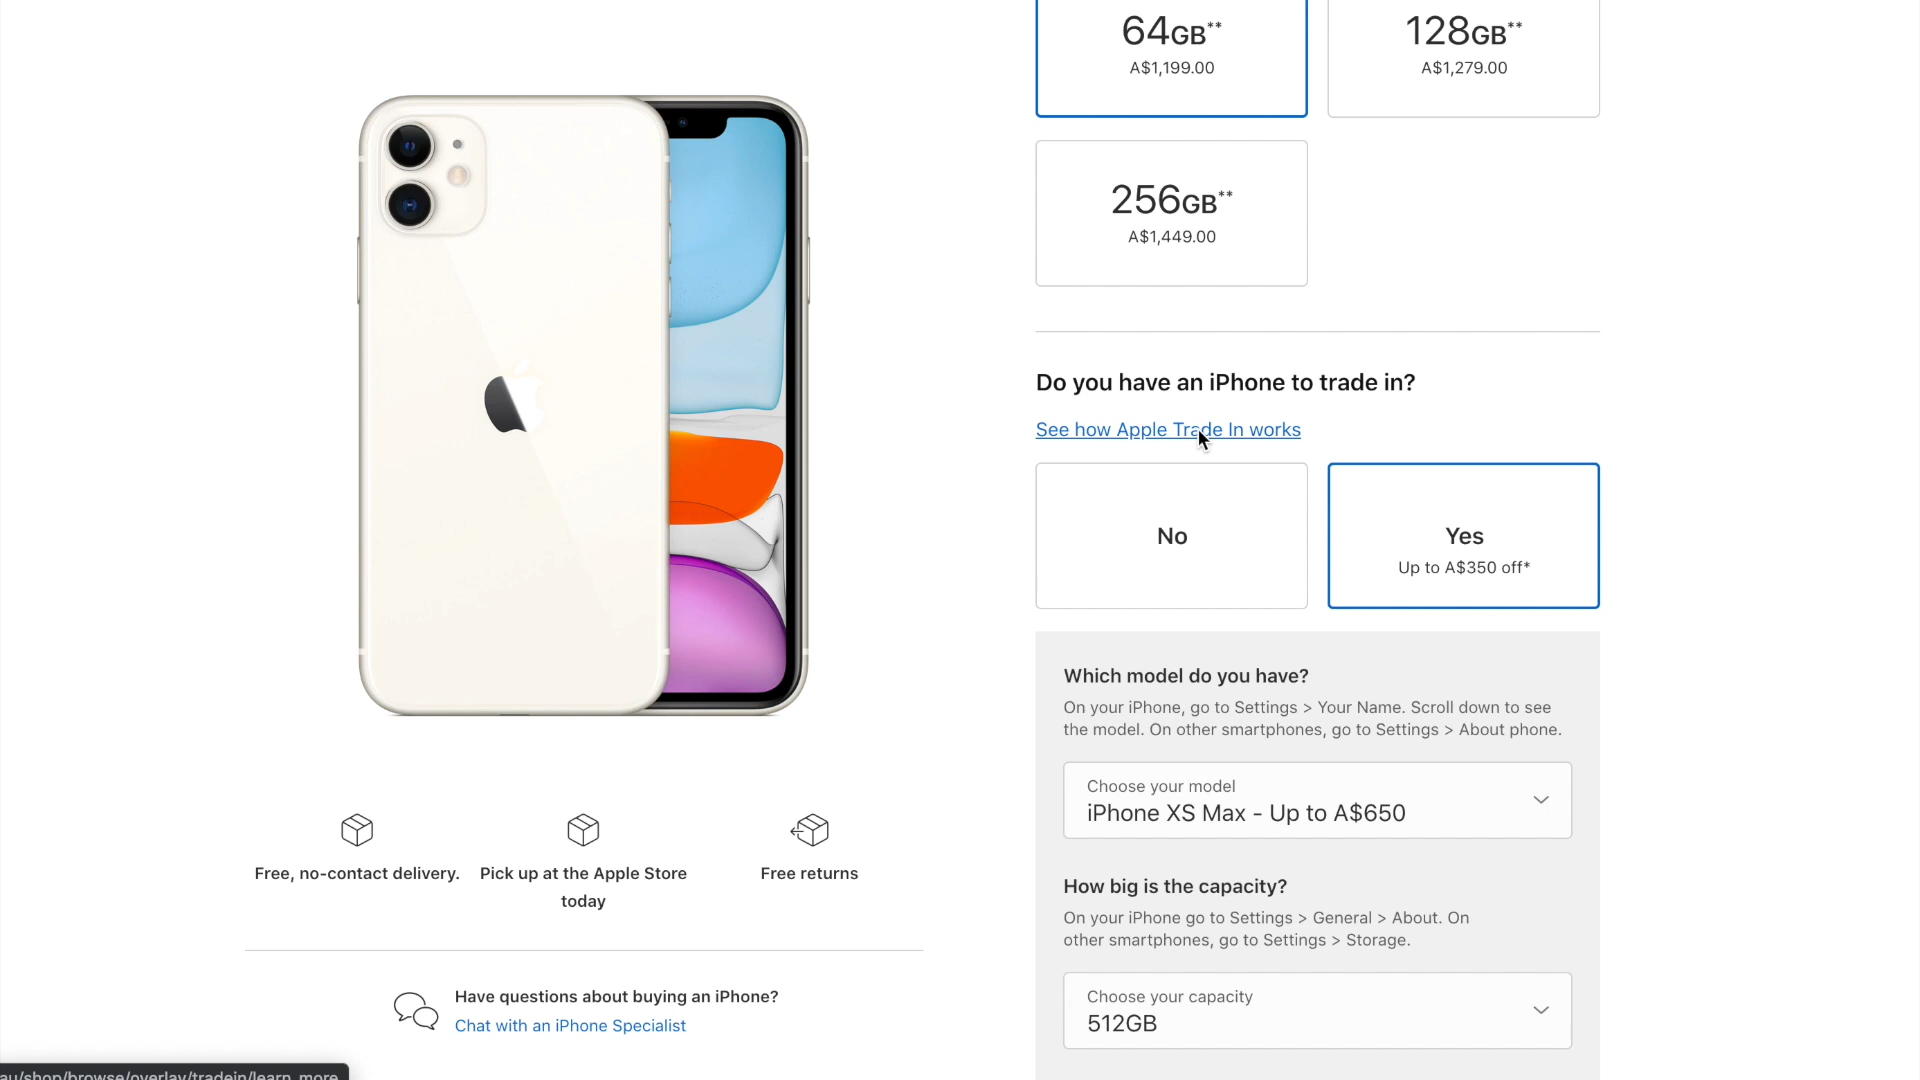 64GB**
A$1,199.00
128GB**
A$1,279.00
256GB**
A$1,449.00
Do you have an iPhone to trade in?
See how Apple Trade In works
No
Yes
Up to A$350 off*
Which model do you have?
On your iPhone, go to Settings > Your Name. Scroll down to see
the model. On other smartphones, go to Settings > About phone.
Choose your model
iPhone XS Max - Up to A$650
How big is the capacity?
On your iPhone go to Settings > General > About. On
other smartphones, go to Settings > Storage.
Choose your capacity
512GB
Free, no-contact delivery.
Pick up at the Apple Store
today
Free returns
Have questions about buying an iPhone?
Chat with an iPhone Specialist
au/shop/browse/overlay/tradein/learn_more